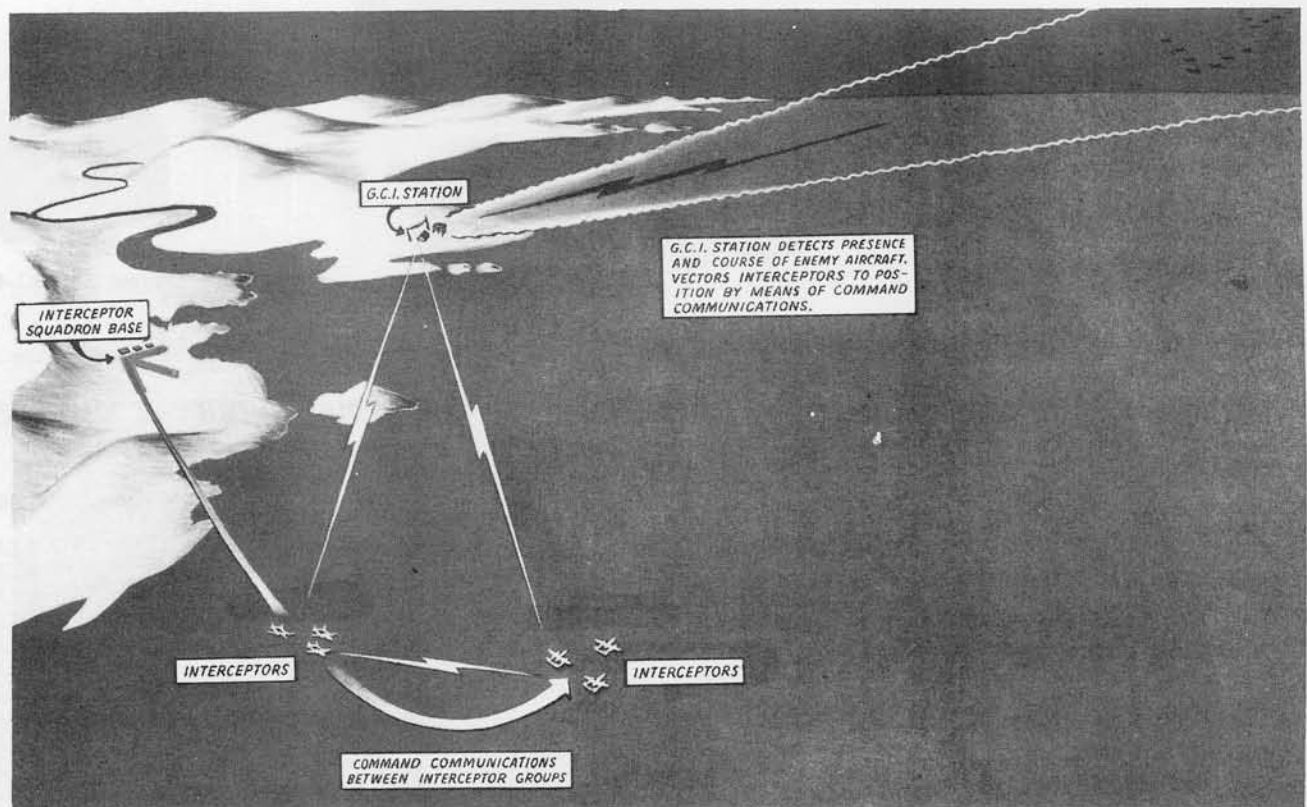 G.C.I. STATION
G.C.I. STATION DETECTS PRESENCE
AND COURSE OF ENEMY AIRCRAFT.
VECTORS INTERCEPTORS TO POS-
ITION BY MEANS OF COMMAND
COMMUNICATIONS.
INTERCEPTOR
SQUADRON BASE
INTERCEPTORS
INTERCEPTORS
COMMAND COMMUNICATIONS
BETWEEN INTERCEPTOR GROUPS